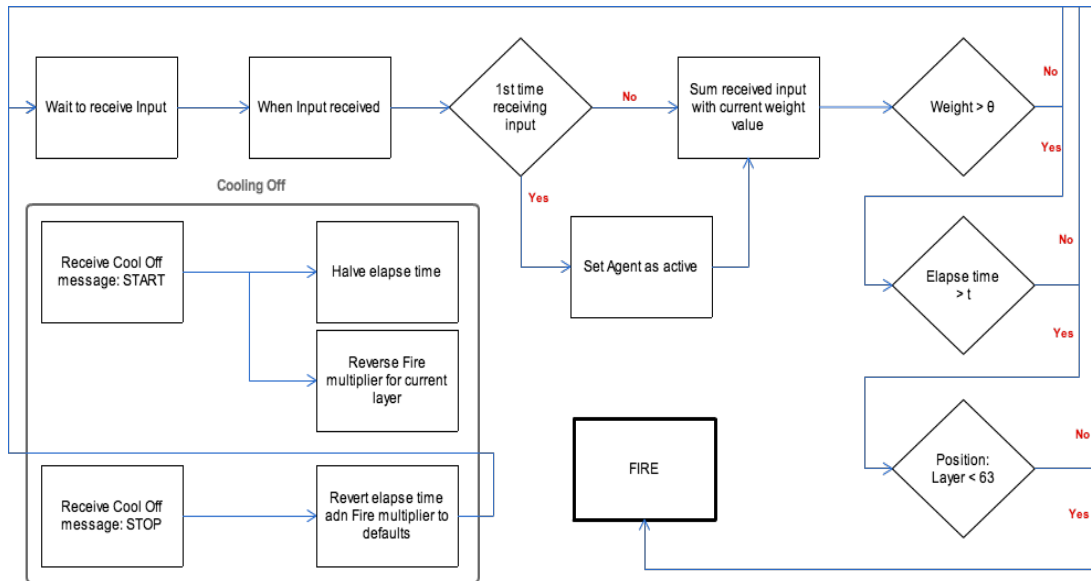 Wait to receive Input
When Input received
1st time
receiving
input
No
Yes
Sum received input
with current weight
value
Weight > θ
No
Yes
Set Agent as active
Elapse time
> t
No
Yes
Position:
Layer < 63
No
Yes
FIRE
Cooling Off
Receive Cool Off
message: START
Halve elapse time
Reverse Fire
multiplier for current
layer
Receive Cool Off
message: STOP
Revert elapse time
adn Fire multiplier to
defaults